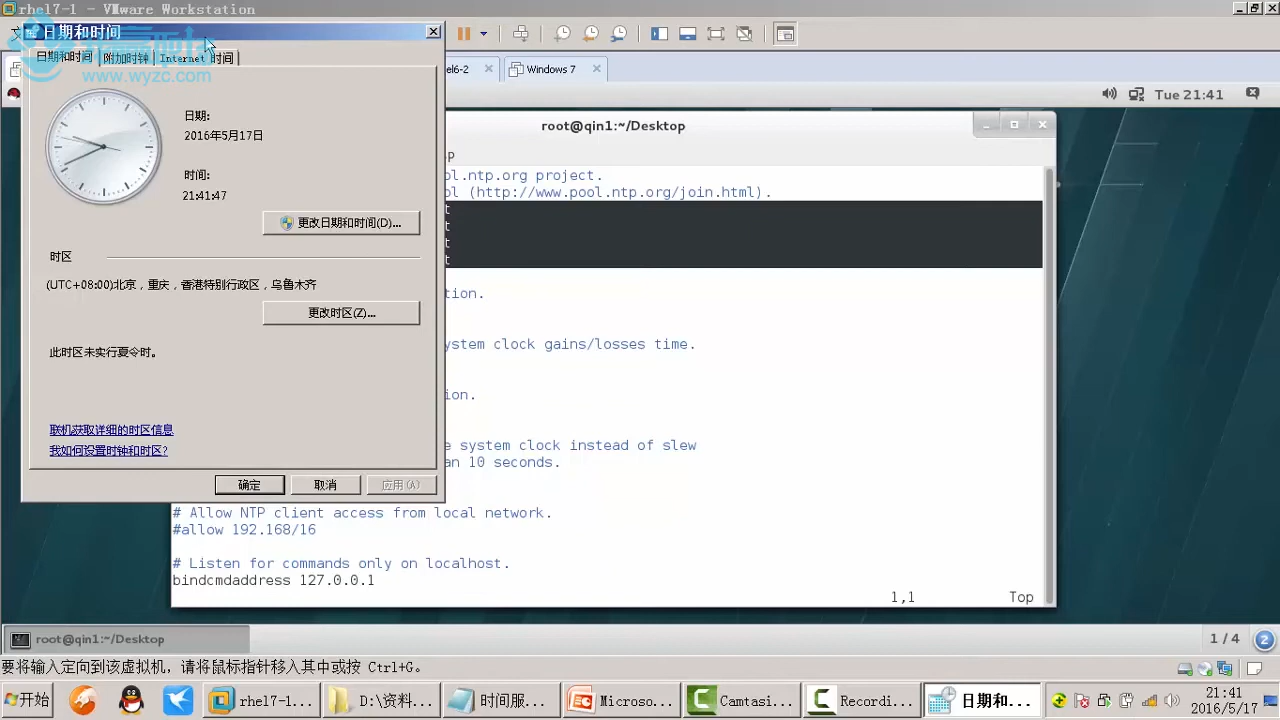 rhel7-1 - VMware Workstation
日期和时间
www.wyzc.com
日期和时间
附加时钟
Internet 时间
el6-2
Windows 7
Tue 21:41
root@qin1:~/Desktop
日期:
2016年5月17日
时间:
21:41:47
更改日期和时间(D)...
时区
(UTC+08:00)北京，重庆，香港特别行政区，乌鲁木齐
更改时区(Z)...
此时区未实行夏令时。
联机获取详细的时区信息
我如何设置时钟和时区?
确定
取消
应用(A)
ol.ntp.org project.
ol (http://www.pool.ntp.org/join.html).
t
t
t
t
tion.
ystem clock gains/losses time.
on.
e system clock instead of slew
an 10 seconds.
# Allow NTP client access from local network.
#allow 192.168/16
# Listen for commands only on localhost.
bindcmdaddress 127.0.0.1
1,1
Top
root@qin1:~/Desktop
1 / 4
2
要将输入定向到该虚拟机，请将鼠标指针移入其中或按 Ctrl+G。
开始
rhel7-1...
D:\资料...
时间服...
Microso...
Camtasi...
Recordi...
日期和...
21:41
2016/5/17